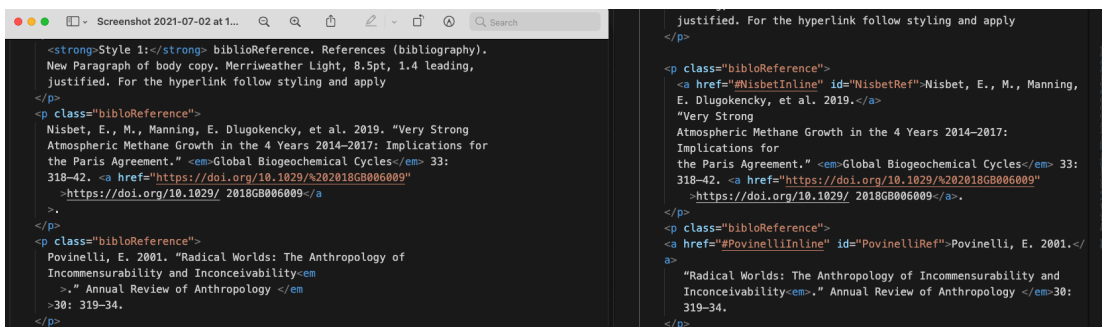 Screenshot 2021-07-02 at 1...
Search
<strong>Style 1:</strong> biblioReference. References (bibliography).
New Paragraph of body copy. Merriweather Light, 8.5pt, 1.4 leading,
justified. For the hyperlink follow styling and apply
</p>
<p class="bibloReference">
Nisbet, E., M., Manning, E. Dlugokencky, et al. 2019. “Very Strong
Atmospheric Methane Growth in the 4 Years 2014–2017: Implications for
the Paris Agreement.” <em>Global Biogeochemical Cycles</em> 33:
318–42. <a href="https://doi.org/10.1029/%202018GB006009"
>https://doi.org/10.1029/ 2018GB006009</a
>.
</p>
<p class="bibloReference">
Povinelli, E. 2001. “Radical Worlds: The Anthropology of
Incommensurability and Inconceivability<em
>.” Annual Review of Anthropology </em
>30: 319–34.
</p>
justified. For the hyperlink follow styling and apply
</p>
<p class="bibloReference">
<a href="#NisbetInline" id="NisbetRef">Nisbet, E., M., Manning,
E. Dlugokencky, et al. 2019.</a>
“Very Strong
Atmospheric Methane Growth in the 4 Years 2014–2017:
Implications for
the Paris Agreement.” <em>Global Biogeochemical Cycles</em> 33:
318–42. <a href="https://doi.org/10.1029/%202018GB006009"
>https://doi.org/10.1029/ 2018GB006009</a>.
</p>
<p class="bibloReference">
<a href="#PovinelliInline" id="PovinelliRef">Povinelli, E. 2001.</
a>
“Radical Worlds: The Anthropology of Incommensurability and
Inconceivability<em>.” Annual Review of Anthropology </em>30:
319–34.
</p>